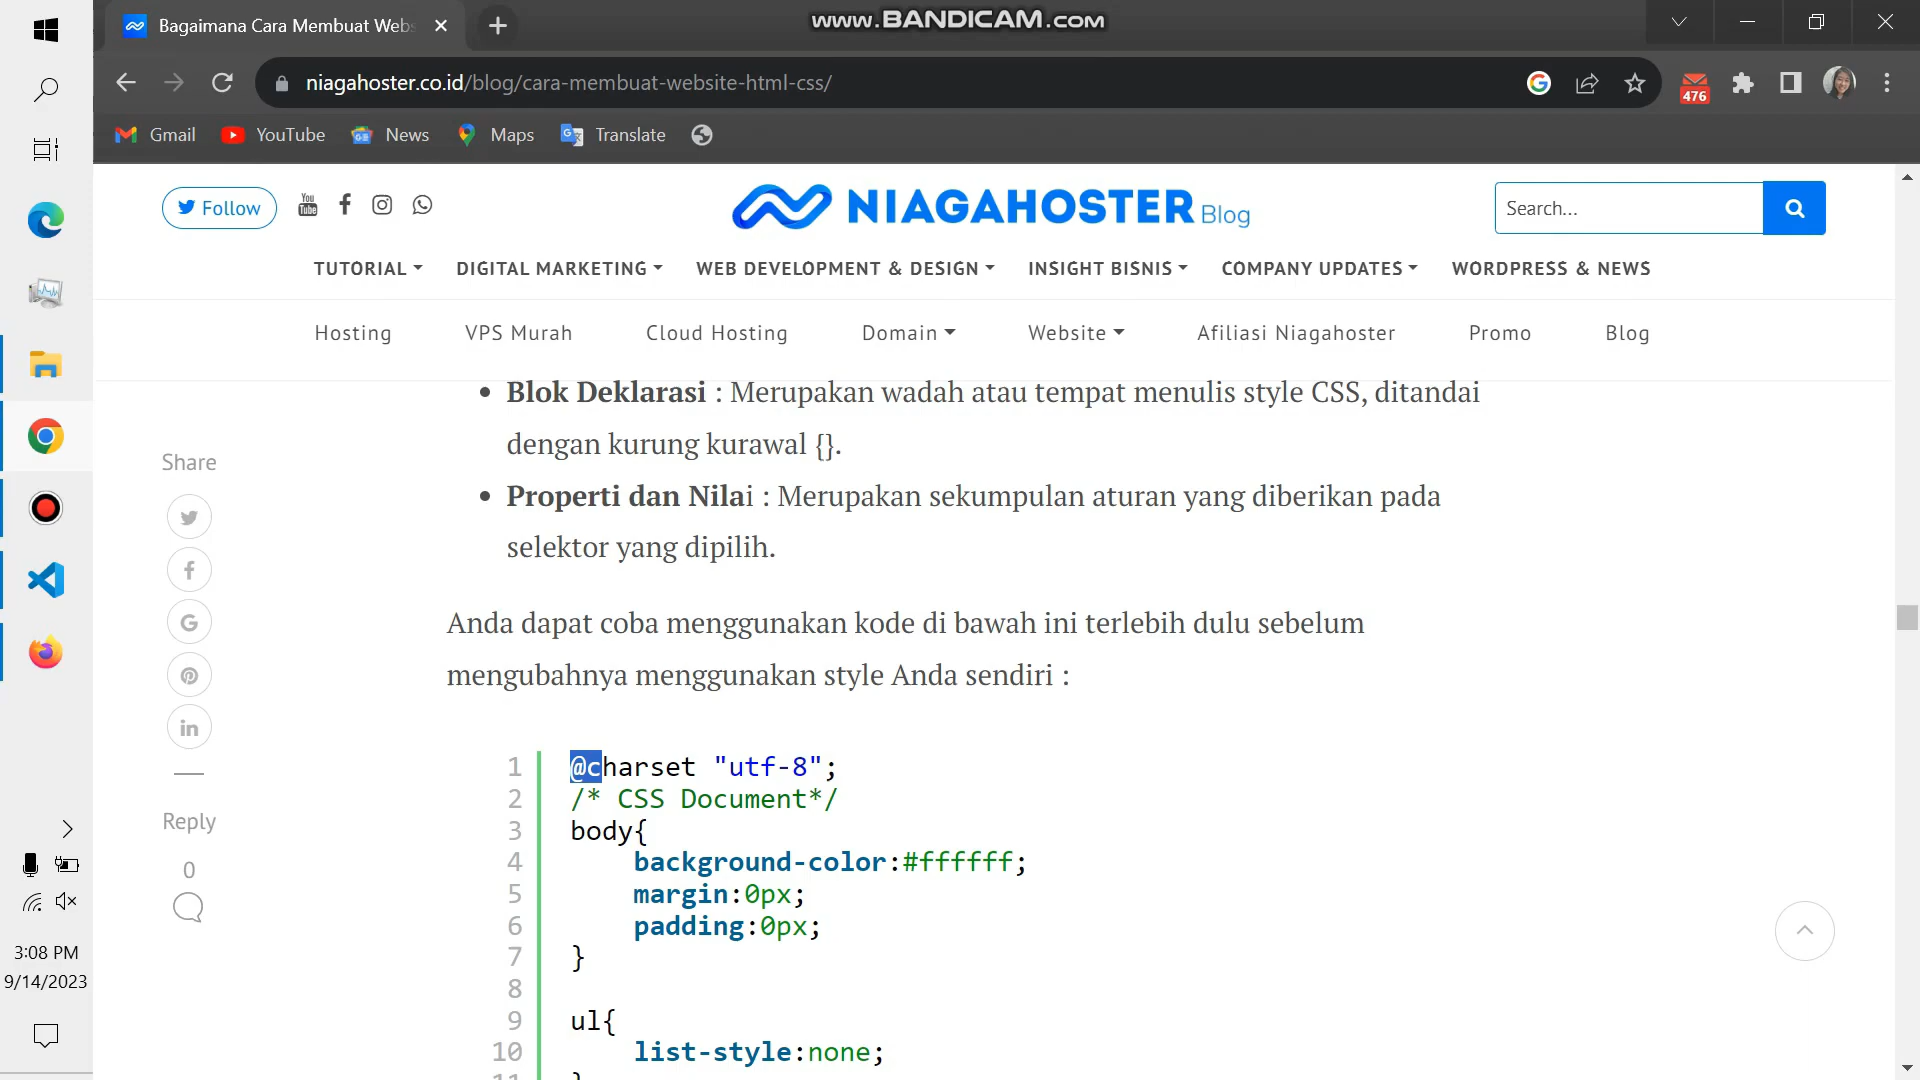 www.BANDICAM.com
Bagaimana Cara Membuat Webs
niagahoster.co.id/blog/cara-membuat-website-html-css/
476
Gmail
YouTube
News
Maps
Translate
Follow
You
Tube
NIAGAHOSTER Blog
Search...
TUTORIAL
DIGITAL MARKETING
WEB DEVELOPMENT & DESIGN
INSIGHT BISNIS
COMPANY UPDATES
WORDPRESS & NEWS
Hosting
VPS Murah
Cloud Hosting
Domain
Website
Afiliasi Niagahoster
Promo
Blog
• Blok Deklarasi : Merupakan wadah atau tempat menulis style CSS, ditandai
dengan kurung kurawal {}.
• Properti dan Nilai : Merupakan sekumpulan aturan yang diberikan pada
selektor yang dipilih.
Anda dapat coba menggunakan kode di bawah ini terlebih dulu sebelum
mengubahnya menggunakan style Anda sendiri :
1 @charset "utf-8";
2 /* CSS Document*/
3 body{
4 background-color:#ffffff;
5 margin:0px;
6 padding:0px;
7 }
8
9 ul{
10 list-style:none;
11 }
Share
Reply
0
3:08 PM
9/14/2023